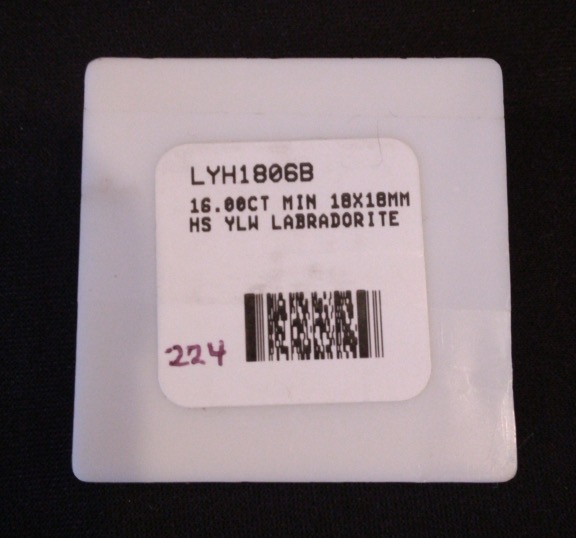 LYH1806B
16.00CT MIN 18X18MM
HS YLW LABRADORITE
224